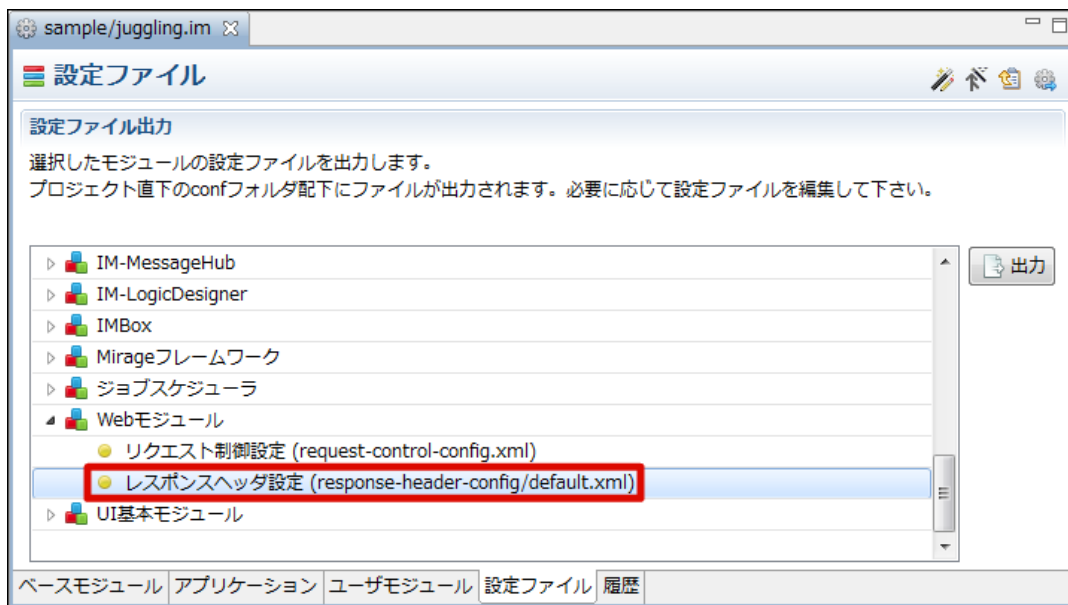 sample/juggling.im
設定ファイル
設定ファイル出力
選択したモジュールの設定ファイルを出力します。
プロジェクト直下のconfフォルダ配下にファイルが出力されます。必要に応じて設定ファイルを編集して下さい。
IM-MessageHub
出力
IM-LogicDesigner
IMBox
Mirageフレームワーク
ジョブスケジューラ
Webモジュール
リクエスト制御設定 (request-control-config.xml)
レスポンスヘッダ設定 (response-header-config/default.xml)
UI基本モジュール
ベースモジュール アプリケーション ユーザモジュール 設定ファイル 履歴